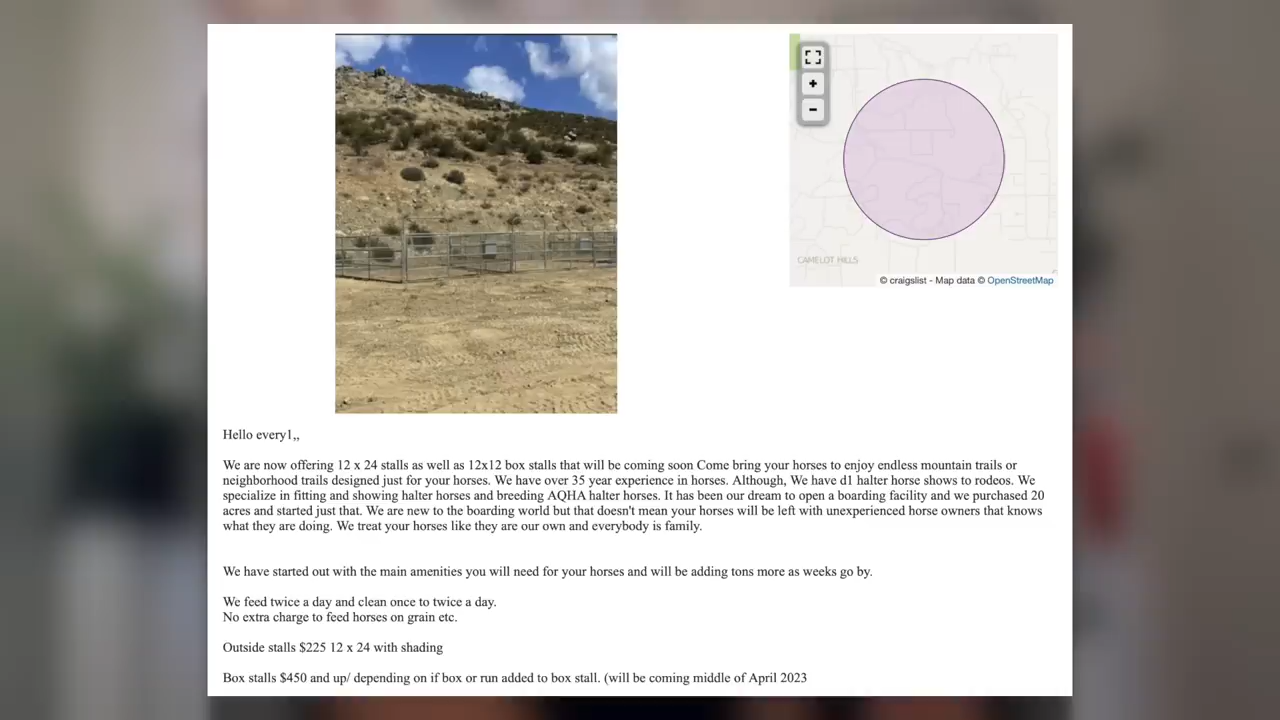 +
-
CAMELOT HILLS
© craigslist - Map data © OpenStreetMap
Hello every1,,
We are now offering 12 x 24 stalls as well as 12x12 box stalls that will be coming soon Come bring your horses to enjoy endless mountain trails or
neighborhood trails designed just for your horses. We have over 35 year experience in horses. Although, We have d1 halter horse shows to rodeos. We
specialize in fitting and showing halter horses and breeding AQHA halter horses. It has been our dream to open a boarding facility and we purchased 20
acres and started just that. We are new to the boarding world but that doesn't mean your horses will be left with unexperienced horse owners that knows
what they are doing. We treat your horses like they are our own and everybody is family.
We have started out with the main amenities you will need for your horses and will be adding tons more as weeks go by.
We feed twice a day and clean once to twice a day.
No extra charge to feed horses on grain etc.
Outside stalls $225 12 x 24 with shading
Box stalls $450 and up/ depending on if box or run added to box stall. (will be coming middle of April 2023